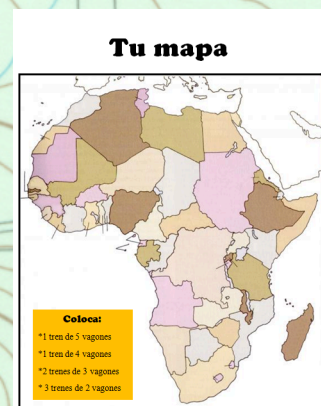 Tu mapa
Coloca:
*1 tren de 5 vagones
*1 tren de 4 vagones
*2 trenes de 3 vagones
* 3 trenes de 2 vagones